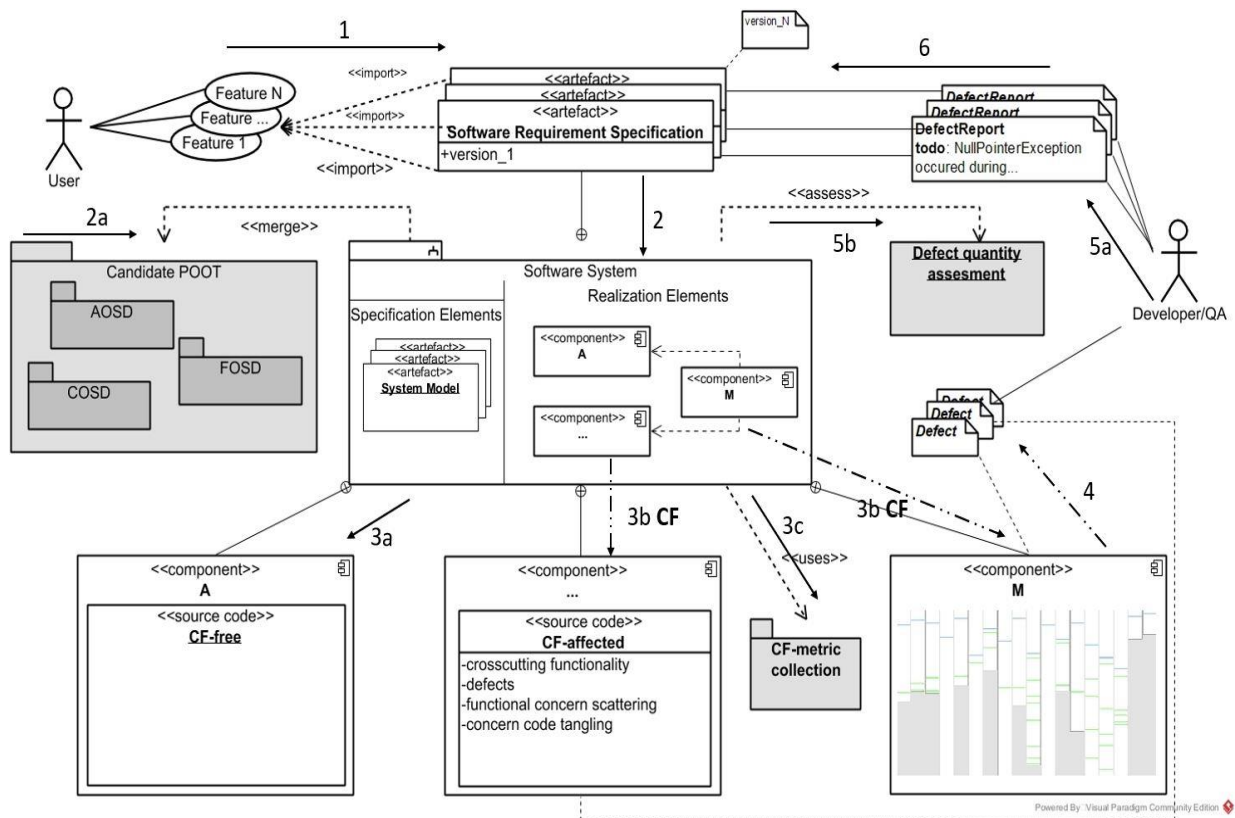 1
version_N
6
<<import>>
<<artefact>>
<<artefact>>
<<artefact>>
Software Requirement Specification
+version_1
Feature N
Feature ...
Feature 1
<<import>>
<<import>>
User
DefectReport
DefectReport
DefectReport
todo: NullPointerException
occured during...
2a
<<merge>>
2
<<assess>>
5b
5a
Candidate POOT
AOSD
FOSD
COSD
Software System
Specification Elements
<<artefact>>
<<artefact>>
<<artefact>>
System Model
Realization Elements
<<component>>
A
<<component>>
M
<<component>>
...
Defect quantity
assesment
Developer/QA
Defect
Defect
Defect
3a
3b CF
3c
<<uses>>
3b CF
4
<<component>>
A
<<source code>>
CF-free
<<component>>
...
<<source code>>
CF-affected
-crosscutting functionality
-defects
-functional concern scattering
-concern code tangling
CF-metric
collection
<<component>>
M
Powered By Visual Paradigm Community Edition